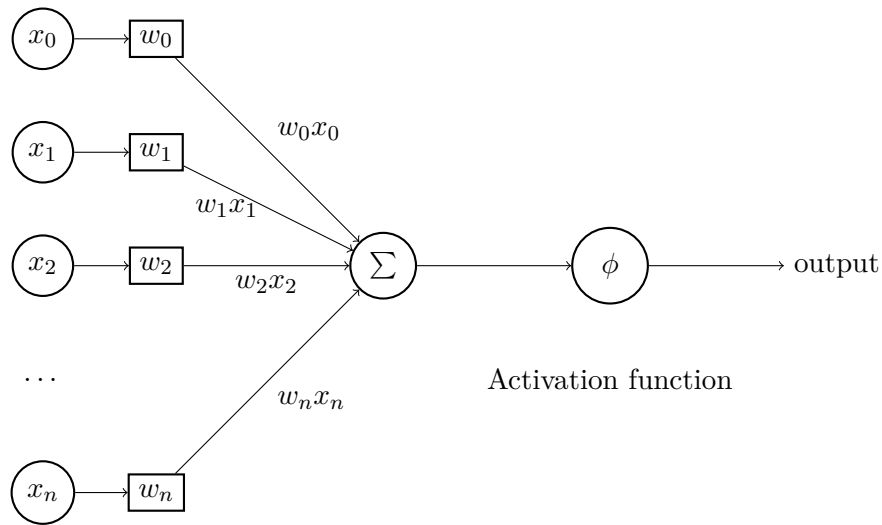 x₀ w₀
w₀x₀
x₁ w₁
w₁x₁
x₂ w₂ ∑ ϕ output
w₂x₂
... Activation function
wₙxₙ
xₙ wₙ